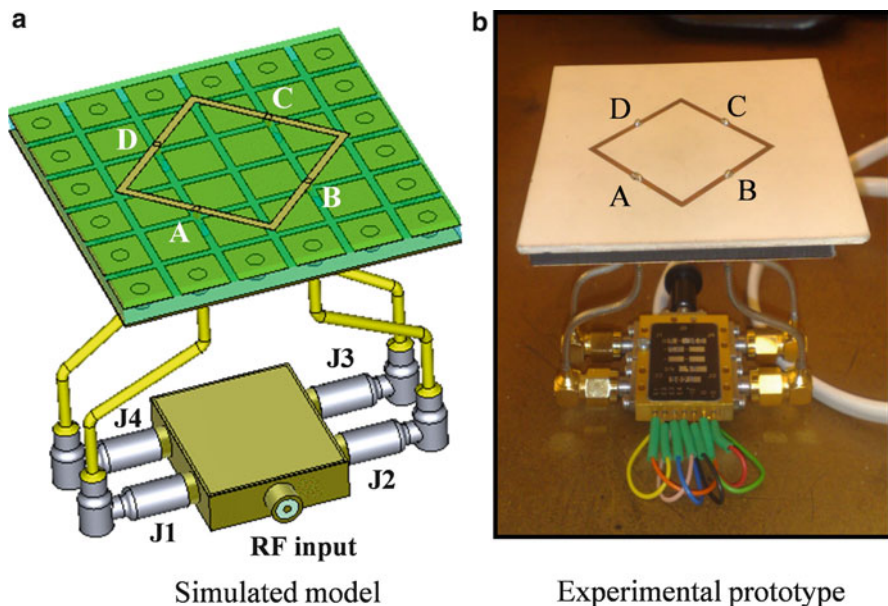 a
C
D
B
A
J3
J4
J2
J1
RF input
Simulated model
b
D
C
A
B
Experimental prototype